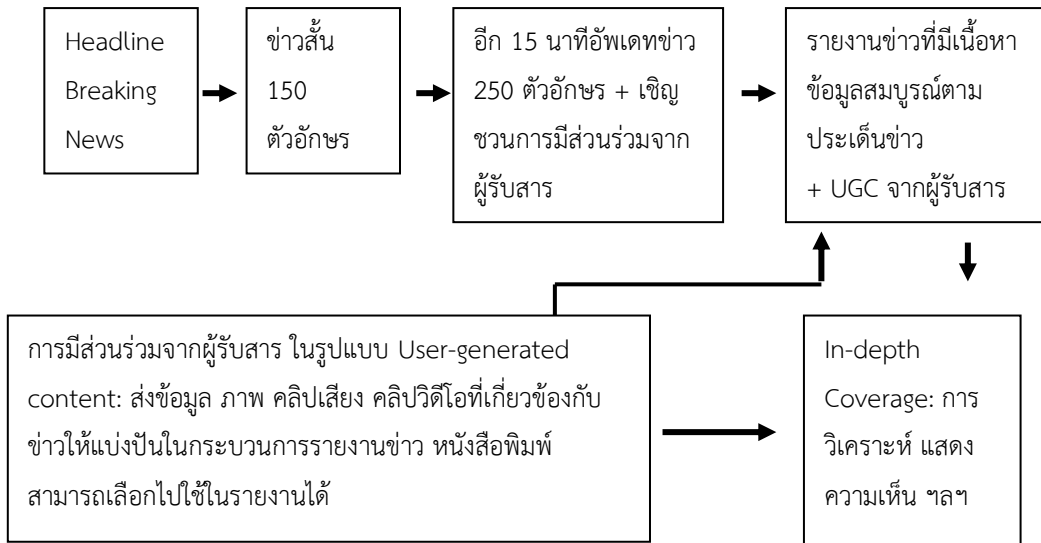 Headline
Breaking
News
ข่าวสั้น
150
ตัวอักษร
อีก 15 นาทีอัพเดทข่าว
250 ตัวอักษร + เชิญ
ชวนการมีส่วนร่วมจาก
ผู้รับสาร
รายงานข่าวที่มีเนื้อหา
ข้อมูลสมบูรณ์ตาม
ประเด็นข่าว
+ UGC จากผู้รับสาร
การมีส่วนร่วมจากผู้รับสาร ในรูปแบบ User-generated
content: ส่งข้อมูล ภาพ คลิปเสียง คลิปวิดีโอที่เกี่ยวข้องกับ
ข่าวให้แบ่งปันในกระบวนการรายงานข่าว หนังสือพิมพ์
สามารถเลือกไปใช้ในรายงานได้
In-depth
Coverage: การ
วิเคราะห์ แสดง
ความเห็น ฯลฯ